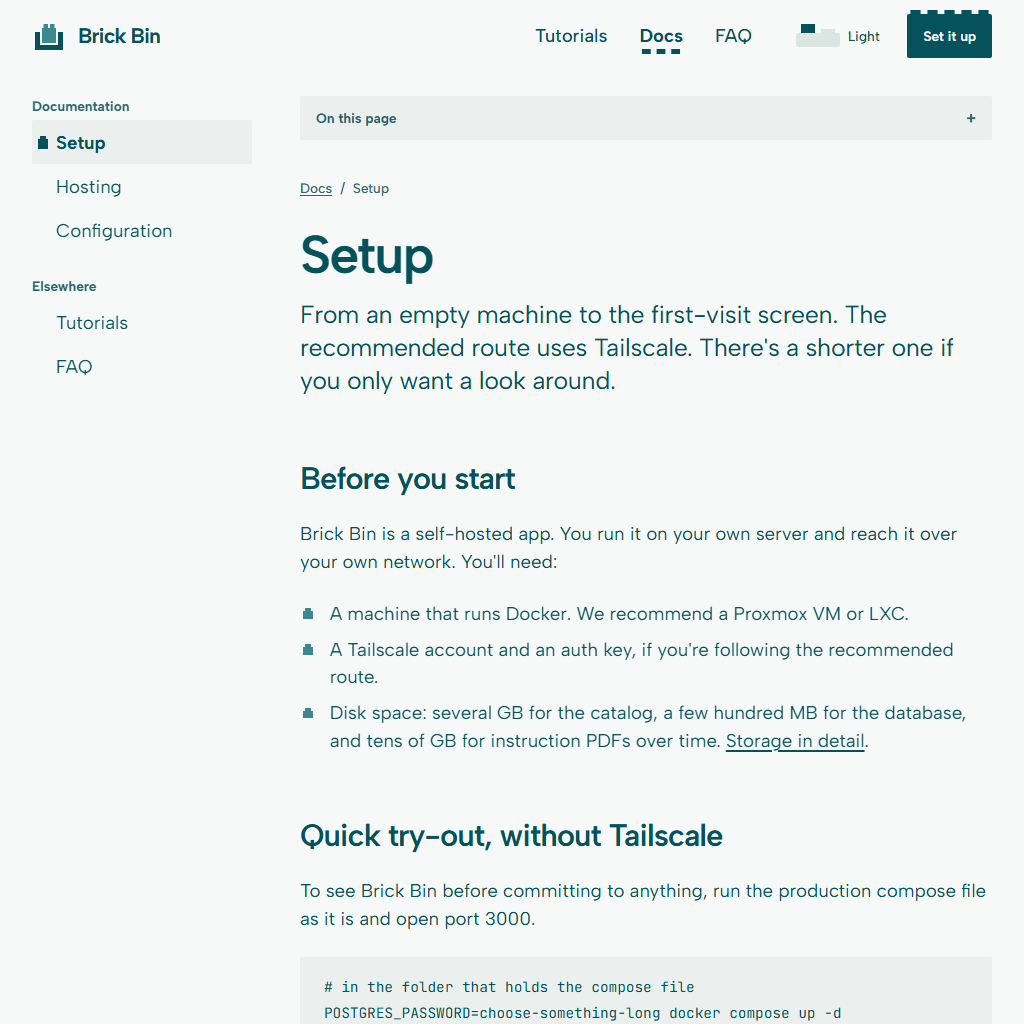 Brick Bin
Tutorials
Docs
FAQ
Light
Set it up
Documentation
Setup
Hosting
Configuration
Elsewhere
Tutorials
FAQ
On this page +
Docs / Setup
Setup
From an empty machine to the first-visit screen. The
recommended route uses Tailscale. There's a shorter one if
you only want a look around.
Before you start
Brick Bin is a self-hosted app. You run it on your own server and reach it over
your own network. You'll need:
A machine that runs Docker. We recommend a Proxmox VM or LXC.
A Tailscale account and an auth key, if you're following the recommended
route.
Disk space: several GB for the catalog, a few hundred MB for the database,
and tens of GB for instruction PDFs over time. Storage in detail.
Quick try-out, without Tailscale
To see Brick Bin before committing to anything, run the production compose file
as it is and open port 3000.
# in the folder that holds the compose file
POSTGRES_PASSWORD=choose-something-long docker compose up -d